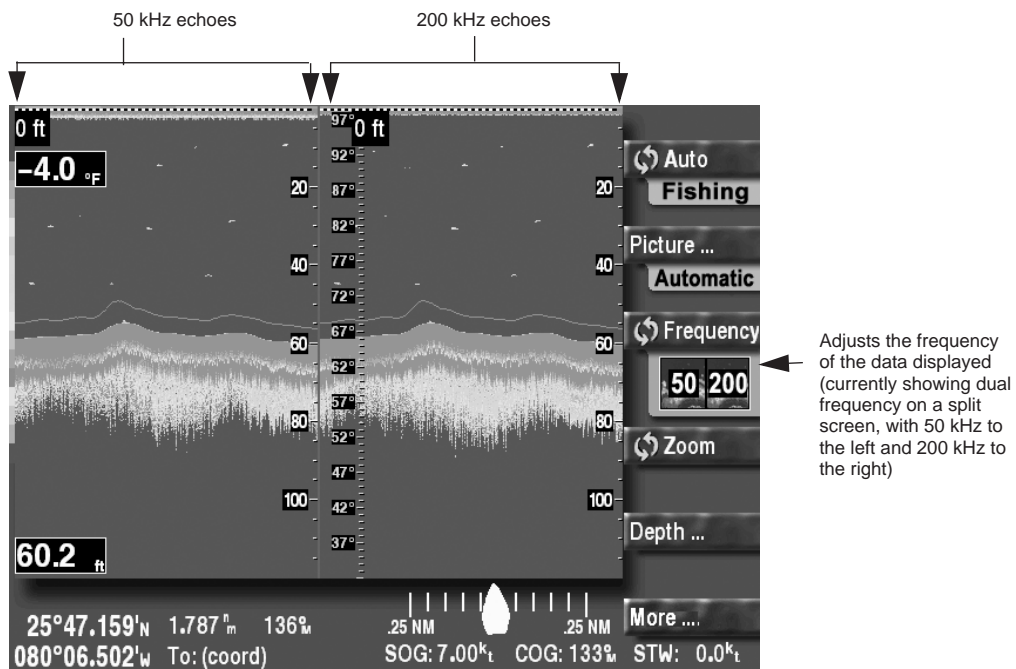 50 kHz echoes
200 kHz echoes
0 ft
-4.0 °F
20
40
60
80
100
60.2 ft
97°
92°
87°
82°
77°
72°
67°
62°
57°
52°
47°
42°
37°
0 ft
20
40
60
80
100
Auto
Fishing
Picture ...
Automatic
Frequency
50 200
Zoom
Depth ...
More ....
Adjusts the frequency
of the data displayed
(currently showing dual
frequency on a split
screen, with 50 kHz to
the left and 200 kHz to
the right)
25°47.159'N 1.787 nm 136°M
.25 NM .25 NM
080°06.502'W To: (coord) SOG: 7.00kt COG: 133°M STW: 0.0kt